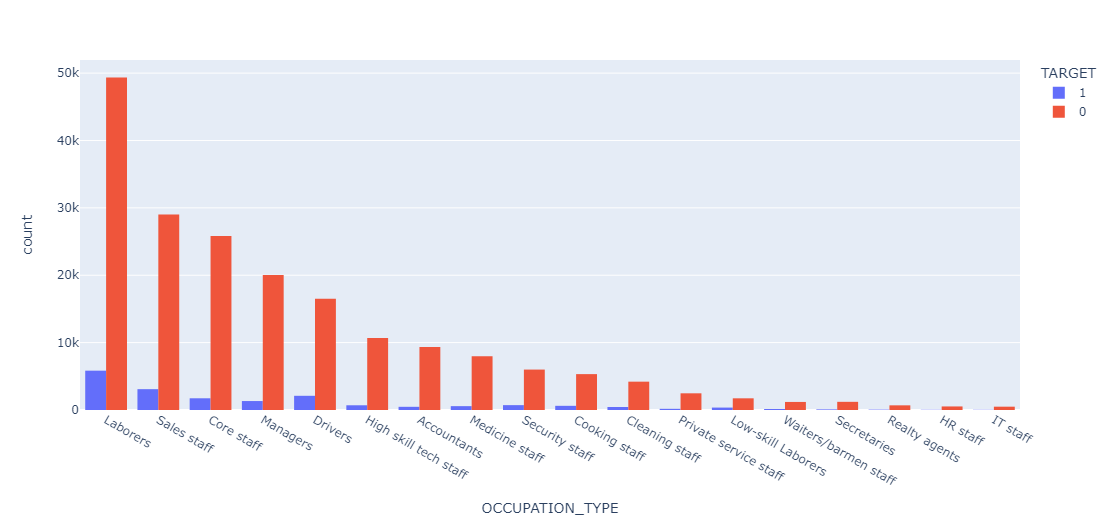 TARGET
1
0
50k
40k
30k
20k
10k
0
count
Laborers
Sales staff
Core staff
Managers
Drivers
High skill tech staff
Accountants
Medicine staff
Security staff
Cooking staff
Cleaning staff
Private service staff
Low-skill Laborers
Waiters/barmen staff
Secretaries
Realty agents
HR staff
IT staff
OCCUPATION_TYPE